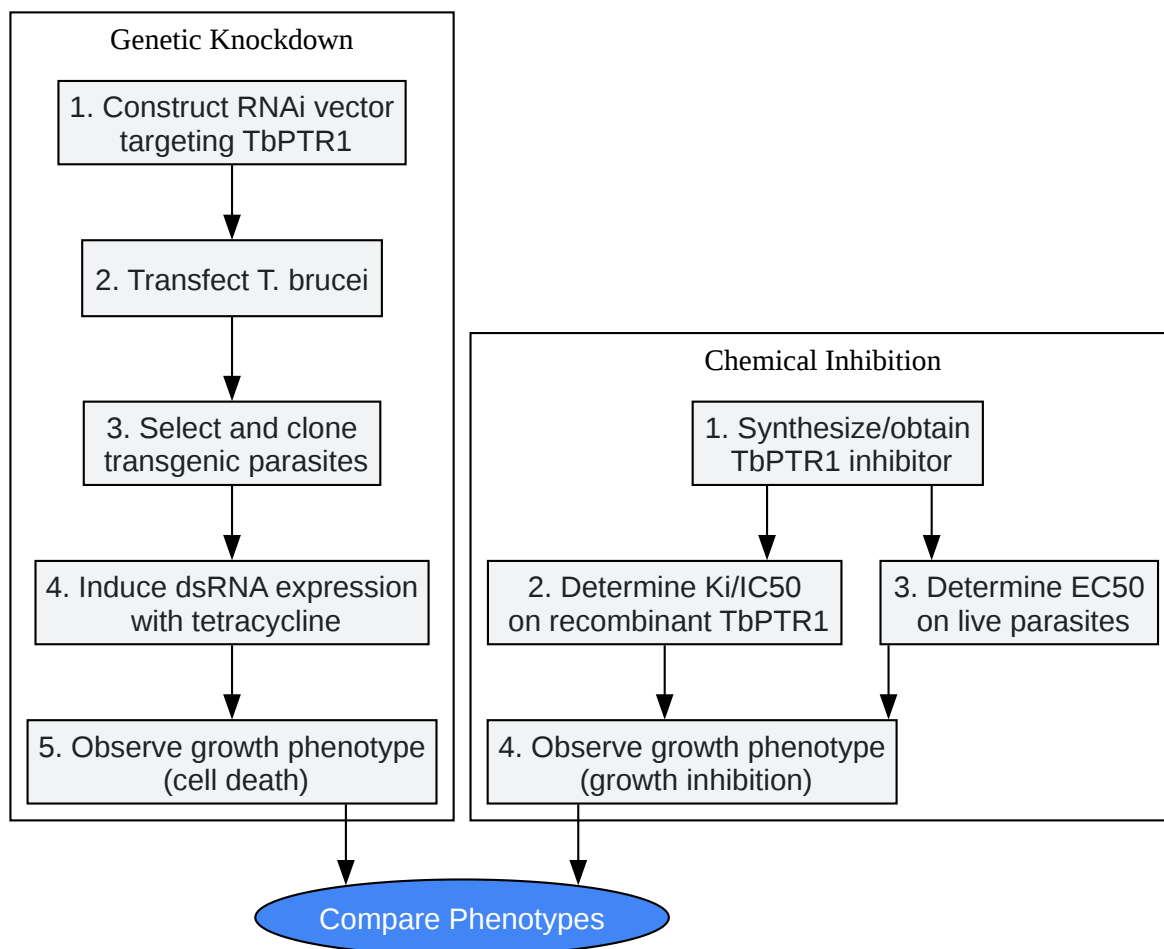 Genetic Knockdown
1. Construct RNAi vector
targeting TbPTR1
2. Transfect T. brucei
3. Select and clone
transgenic parasites
4. Induce dsRNA expression
with tetracycline
5. Observe growth phenotype
(cell death)
Chemical Inhibition
1. Synthesize/obtain
TbPTR1 inhibitor
2. Determine Ki/IC50
on recombinant TbPTR1
3. Determine EC50
on live parasites
4. Observe growth phenotype
(growth inhibition)
Compare Phenotypes